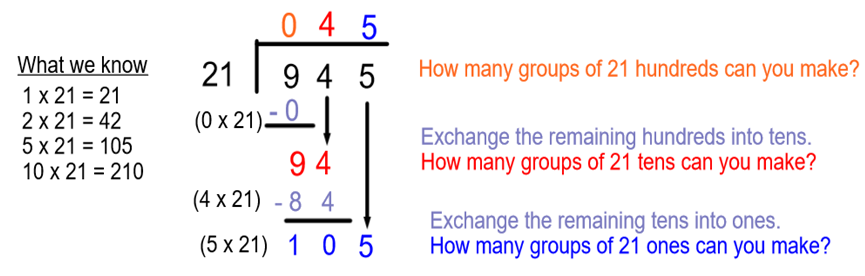 0 4 5
What we know
21 9 4 5
How many groups of 21 hundreds can you make?
1 x 21 = 21
2 x 21 = 42
5 x 21 = 105
10 x 21 = 210
(0 x 21) - 0
Exchange the remaining hundreds into tens.
9 4
How many groups of 21 tens can you make?
(4 x 21) - 8 4
Exchange the remaining tens into ones.
(5 x 21) 1 0 5
How many groups of 21 ones can you make?